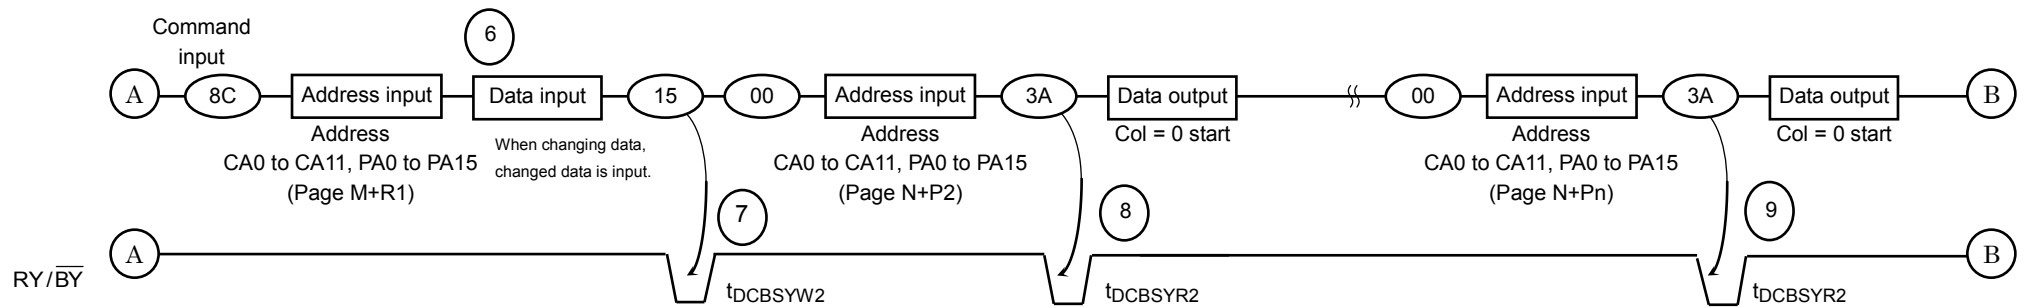 Command
input
6
A 8C Address input Data input 15 00 Address input 3A Data output 00 Address input 3A Data output B
Address
CA0 to CA11, PA0 to PA15
(Page M+R1)
When changing data,
changed data is input.
Address
CA0 to CA11, PA0 to PA15
(Page N+P2)
Col = 0 start
Address
CA0 to CA11, PA0 to PA15
(Page N+Pn)
Col = 0 start
7
8
9
A
B
RY/BY
tDCBSYW2
tDCBSYR2
tDCBSYR2